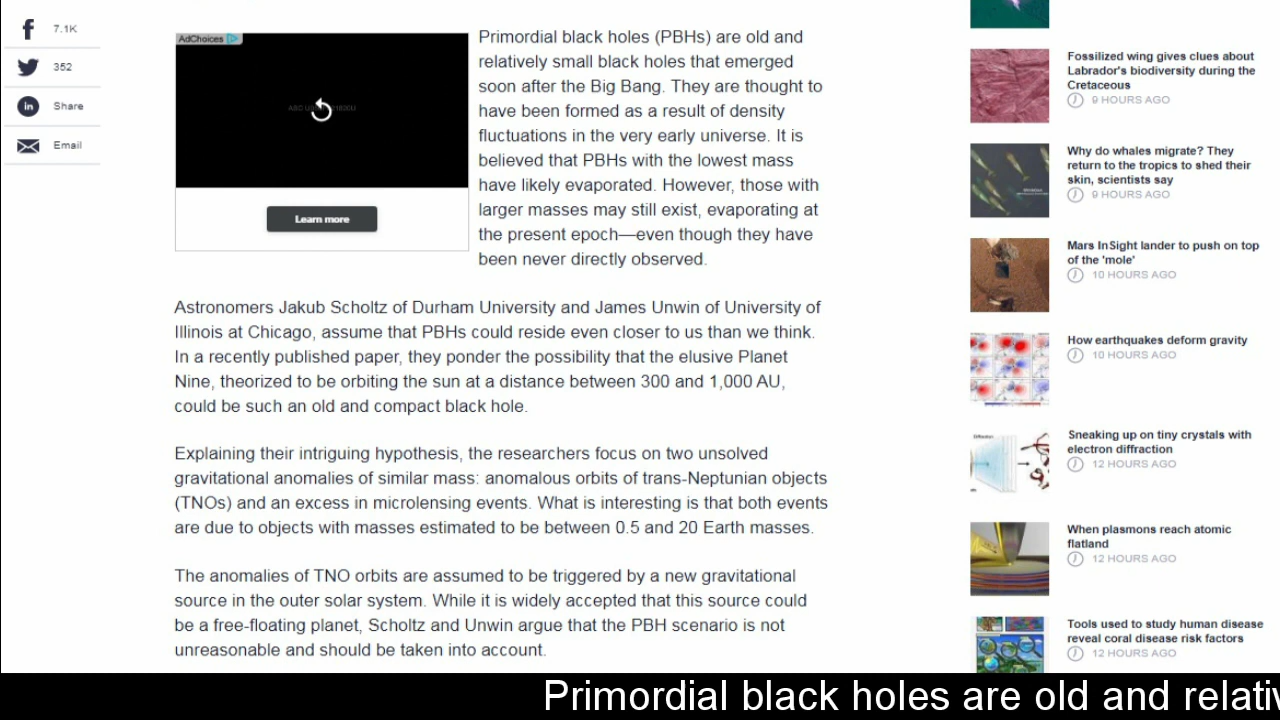 7.1K
352
Share
Email
AdChoices
Learn more
Primordial black hols (PBHs) are old and
relatively small black holes that emerged
soon after the Big Bang. They are thought to
have been formed as a result of density
fluctuations in the very early universe. It is
believed that PBHs with the lowest mass
have likely evaporated. However, those with
larger masses may still exist, evaporating at
the present epoch—even though they have
been never directly observed.
Astronomers Jakub Scholtz of Durham University and James Unwin of University of
Illinois at Chicago, assume that PBHs could reside even closer to us than we think.
In a recently published paper, they ponder the possibility that the elusive Planet
Nine, theorized to be orbiting the sun at a distance between 300 and 1,000 AU,
could be such an old and compact black hole.
Explaining their intriguing hypothesis, the researchers focus on two unsolved
gravitational anomalies of similar mass: anomalous orbits of trans-Neptunian objects
(TNOs) and an excess in microlensing events. What is interesting is that both events
are due to objects with masses estimated to be between 0.5 and 20 Earth masses.
The anomalies of TNO orbits are assumed to be triggered by a new gravitational
source in the outer solar system. While it is widely accepted that this source could
be a free-floating planet, Scholtz and Unwin argue that the PBH scenario is not
unreasonable and should be taken into account.
Fossilized wing gives clues about
Labrador's biodiversity during the
Cretaceous
9 HOURS AGO
Why do whales migrate? They
return to the tropics to shed their
skin, scientists say
9 HOURS AGO
Mars InSight lander to push on top
of the 'mole'
10 HOURS AGO
How earthquakes deform gravity
10 HOURS AGO
Sneaking up on tiny crystals with
electron diffraction
12 HOURS AGO
When plasmons reach atomic
flatland
12 HOURS AGO
Tools used to study human disease
reveal coral disease risk factors
12 HOURS AGO
Primordial black holes are old and relativ